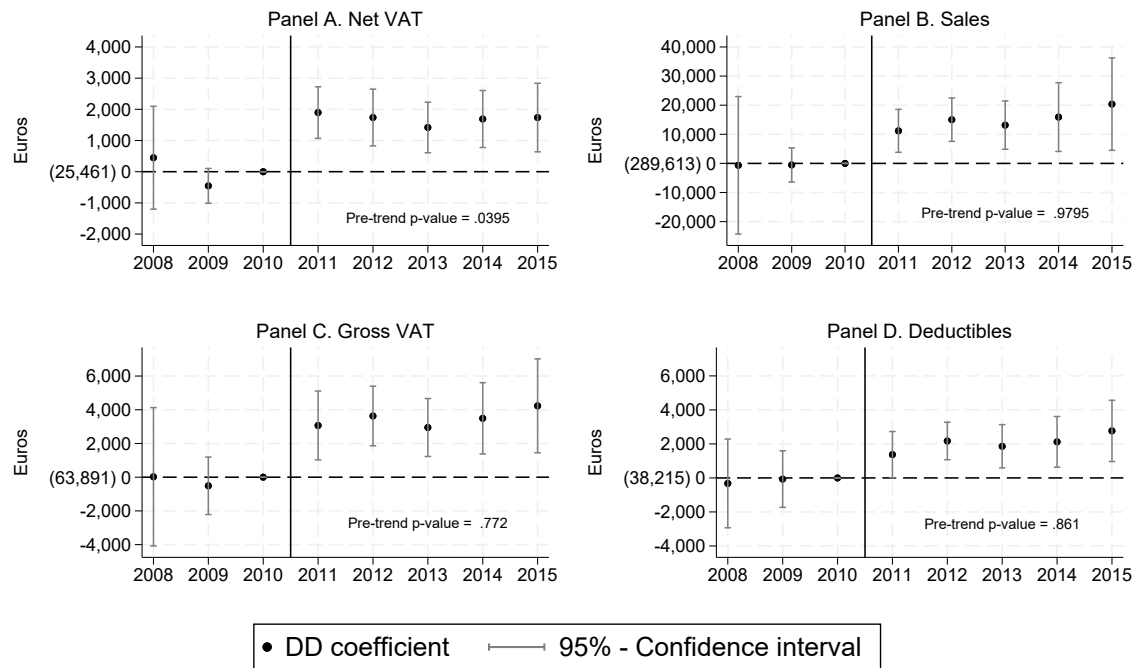 Panel A. Net VAT
Euros
4,000
3,000
2,000
1,000
(25,461) 0
-1,000
-2,000
Pre-trend p-value = .0395
2008 2009 2010 2011 2012 2013 2014 2015
Panel B. Sales
Euros
40,000
30,000
20,000
10,000
(289,613) 0
-10,000
-20,000
Pre-trend p-value = .9795
2008 2009 2010 2011 2012 2013 2014 2015
Panel C. Gross VAT
Euros
6,000
4,000
2,000
(63,891) 0
-2,000
-4,000
Pre-trend p-value = .772
2008 2009 2010 2011 2012 2013 2014 2015
Panel D. Deductibles
Euros
6,000
4,000
2,000
(38,215) 0
-2,000
-4,000
Pre-trend p-value = .861
2008 2009 2010 2011 2012 2013 2014 2015
DD coefficient 95% - Confidence interval